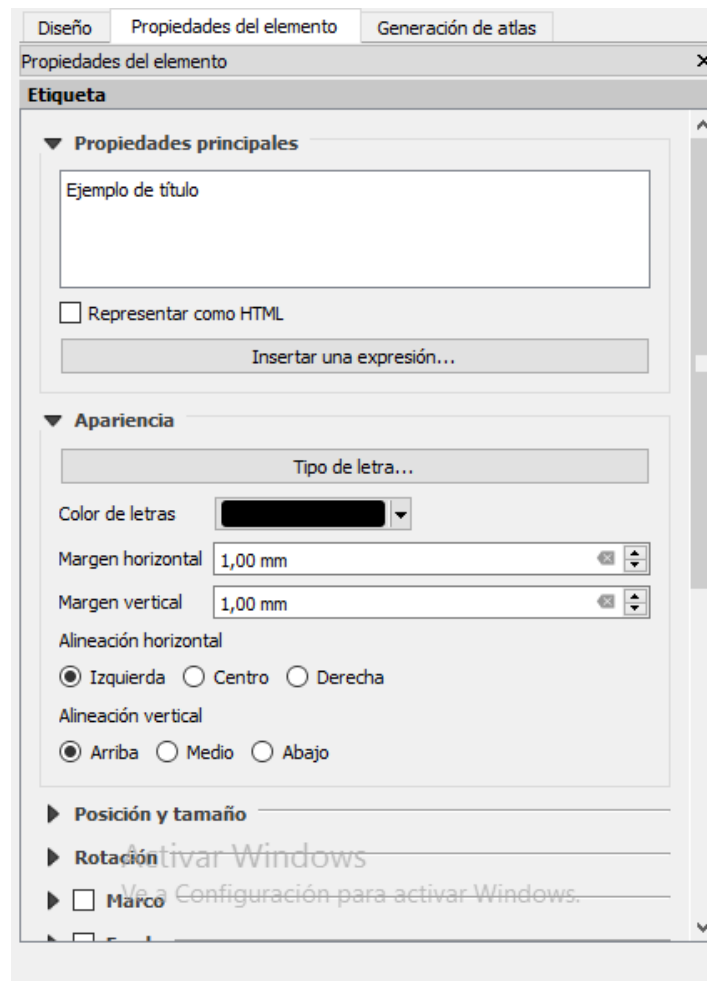 Diseño Propiedades del elemento Generación de atlas
Propiedades del elemento
Etiqueta
Propiedades principales
Ejemplo de título
Representar como HTML
Insertar una expresión...
Apariencia
Tipo de letra...
Color de letras
Margen horizontal 1,00 mm
Margen vertical 1,00 mm
Alineación horizontal
Izquierda Centro Derecha
Alineación vertical
Arriba Medio Abajo
Posición y tamaño
Rotación
Activar Windows
Marco
Ve a Configuración para activar Windows.